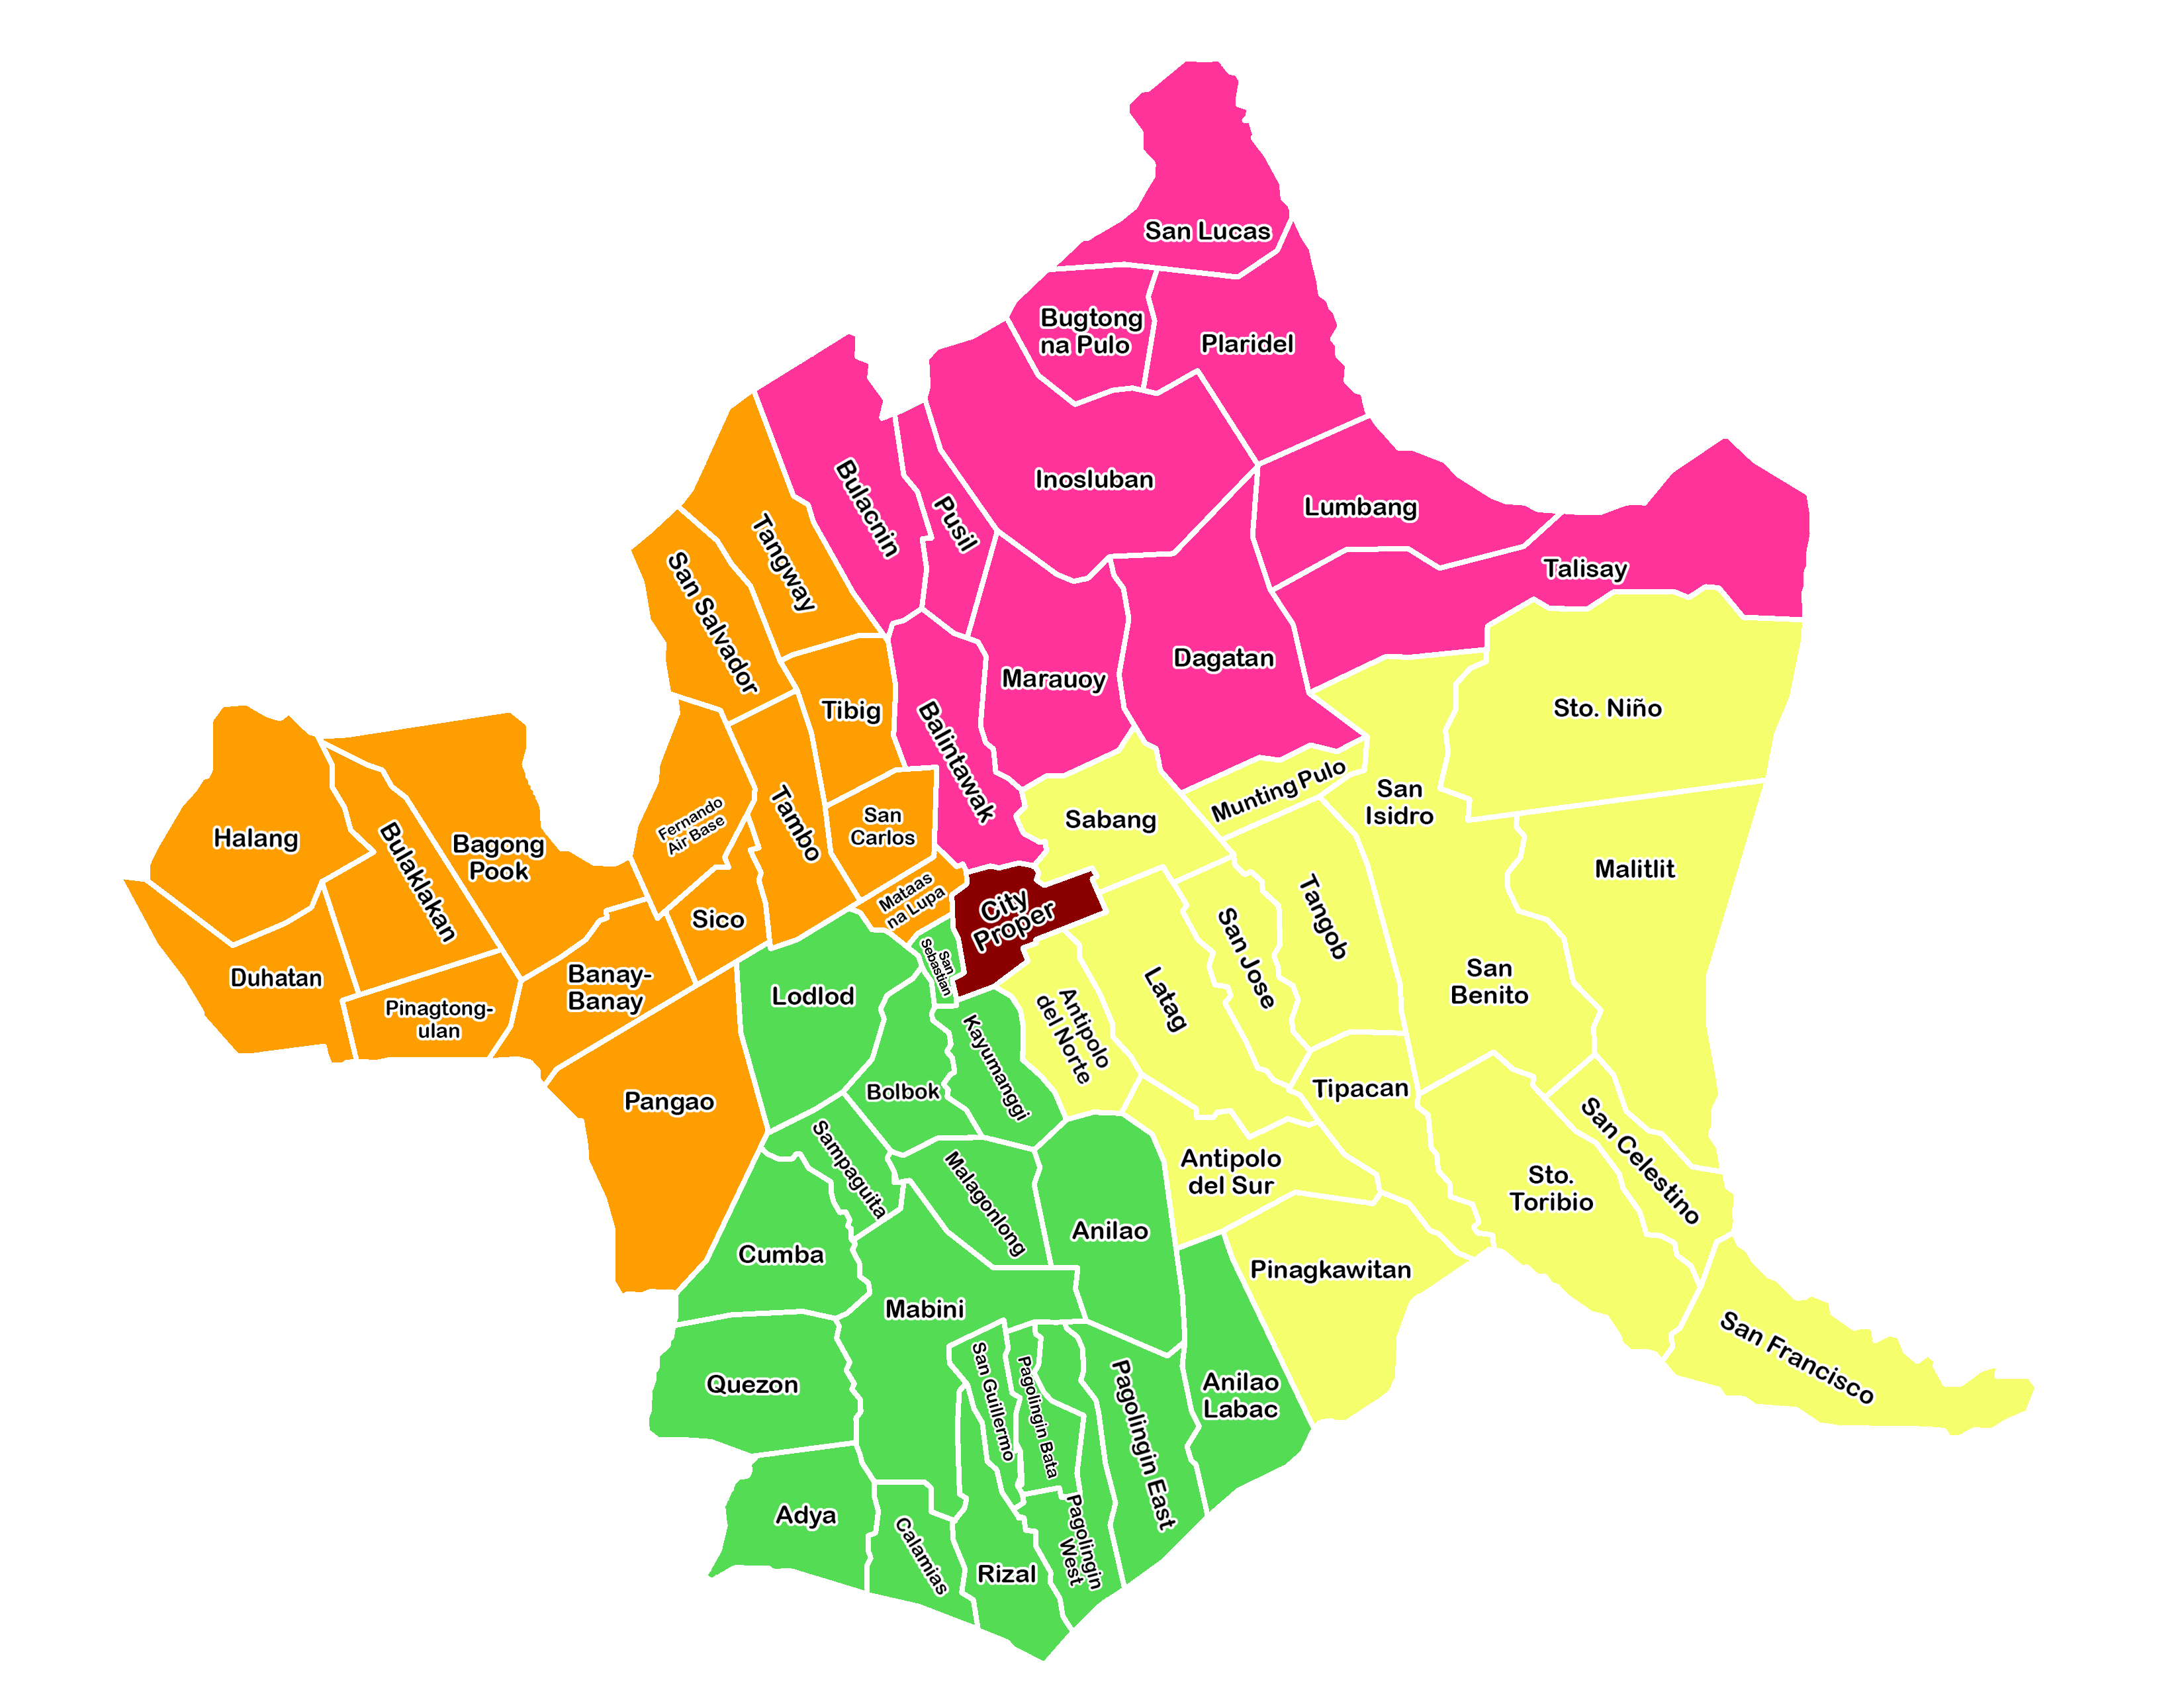 San Lucas
Bugtong
na Pulo
Plaridel
Inosluban
Lumbang
Talisay
Bulacnin
Pusil
Tangway
San Salvador
Marauoy
Dagatan
Balintawak
Tibig
Sto. Niño
Munting Pulo
San
Isidro
Sabang
San
Carlos
Tambo
Fernando
Air Base
Halang
Bulaklakan
Bagong
Pook
Malitlit
Mataas
na Lupa
City
Proper
Sico
Tangob
San Jose
Duhatan
Banay-
Banay
Pinagtong-
ulan
Lodlod
San
Sebastian
Latag
San
Benito
Antipolo
del Norte
Kayumanggi
Bolbok
Pangao
Tipacan
San Celestino
Sampaguita
Malagonlong
Antipolo
del Sur
Sto.
Toribio
Anilao
Cumba
Pinagkawitan
Mabini
San Francisco
Quezon
San Guillermo
Pagolingin Bata
Pagolingin East
Anilao
Labac
Adya
Calamias
Rizal
Pagolingin
West